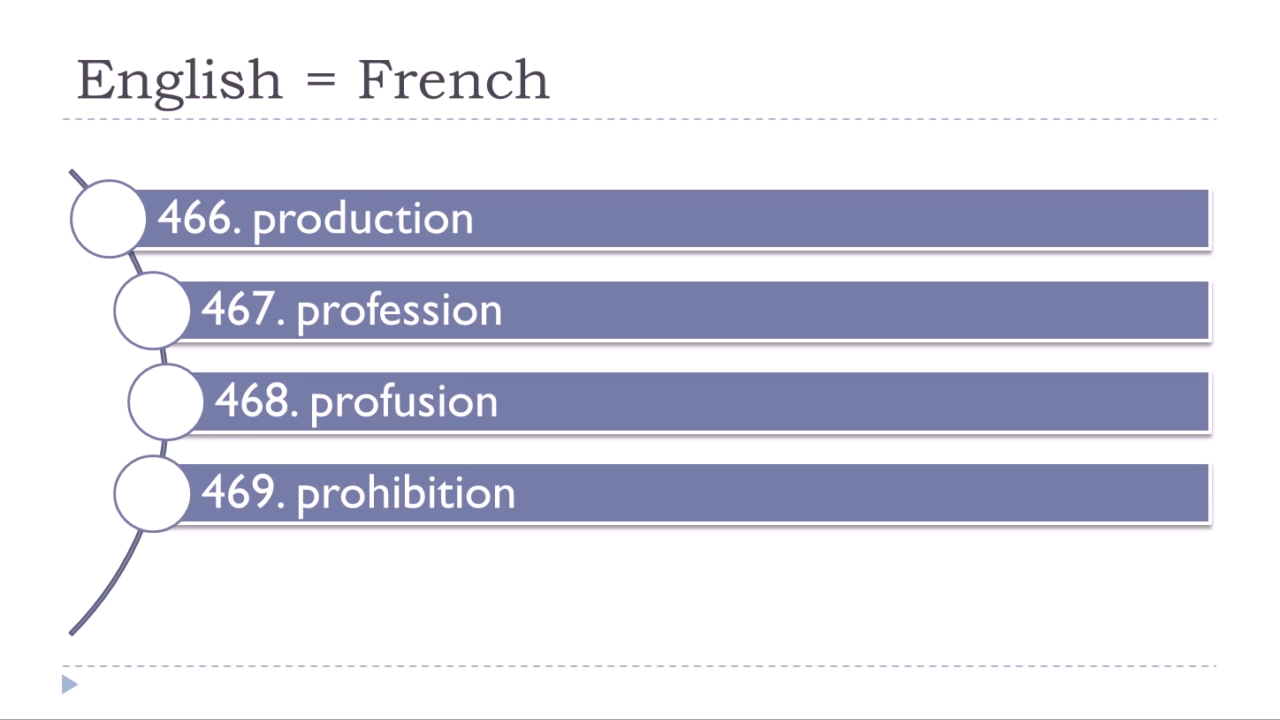 English = French
466. production
467. profession
468. profusion
469. prohibition